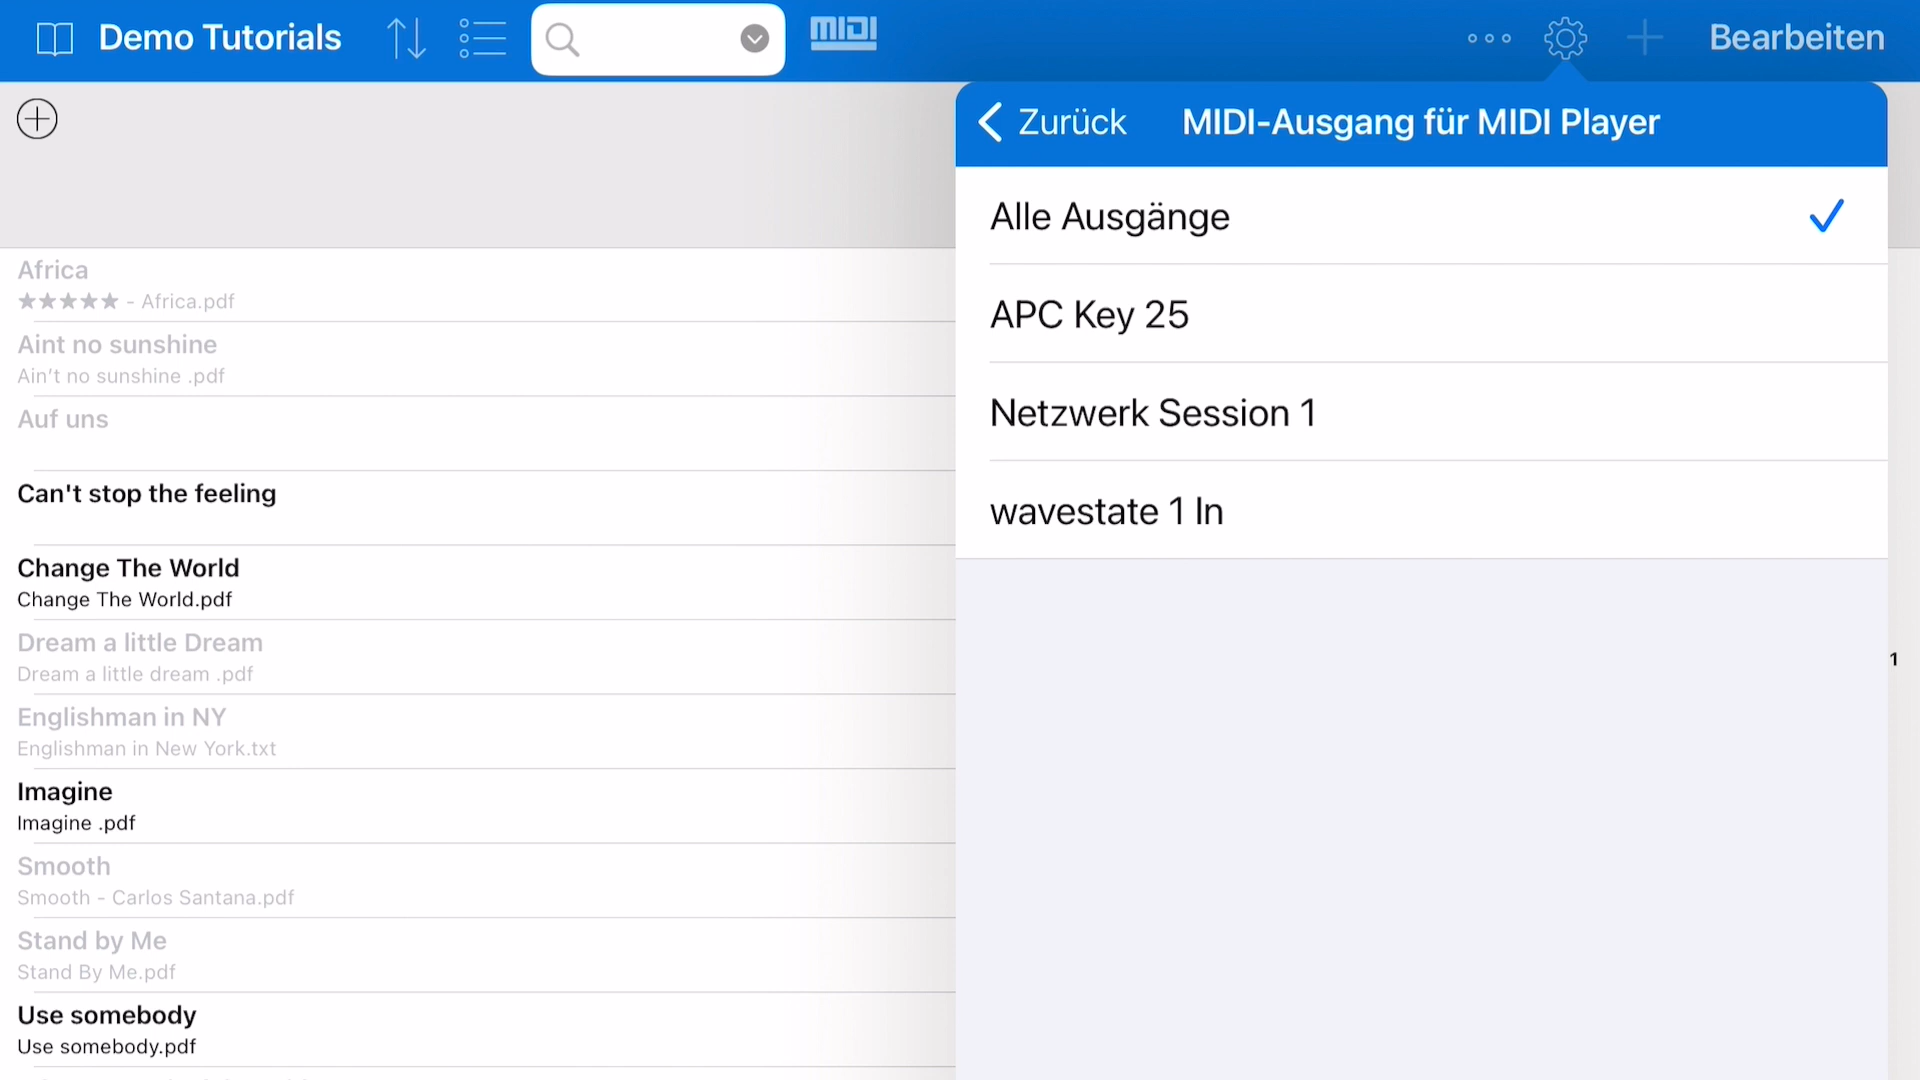 Demo Tutorials
MIDI
Bearbeiten
Zurück
MIDI-Ausgang für MIDI Player
Alle Ausgänge
APC Key 25
Netzwerk Session 1
wavestate 1 In
Africa
★★★★★ - Africa.pdf
Aint no sunshine
Ain’t no sunshine .pdf
Auf uns
Can't stop the feeling
Change The World
Change The World.pdf
Dream a little Dream
Dream a little dream .pdf
Englishman in NY
Englishman in New York.txt
Imagine
Imagine .pdf
Smooth
Smooth - Carlos Santana.pdf
Stand by Me
Stand By Me.pdf
Use somebody
Use somebody.pdf
1